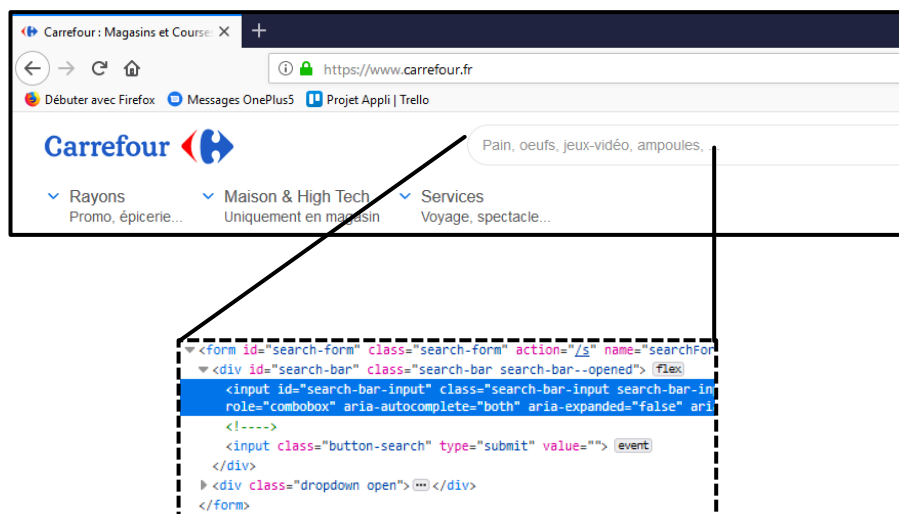 Carrefour : Magasins et Course
https://www.carrefour.fr
Débuter avec Firefox Messages OnePlus5 Projet Appli | Trello
Carrefour
Pain, oeufs, jeux-vidéo, ampoules, ...
Rayons Maison & High Tech Services
Promo, épicerie... Uniquement en magasin Voyage, spectacle...
<form id="search-form" class="search-form" action="/s" name="searchFor
<div id="search-bar" class="search-bar search-bar--opened"> flex
<input id="search-bar-input" class="search-bar-input search-bar-in
role="combobox" aria-autocomplete="both" aria-expanded="false" ari
<!---->
<input class="button-search" type="submit" value=""> event
</div>
<div class="dropdown open"> ... </div>
</form>